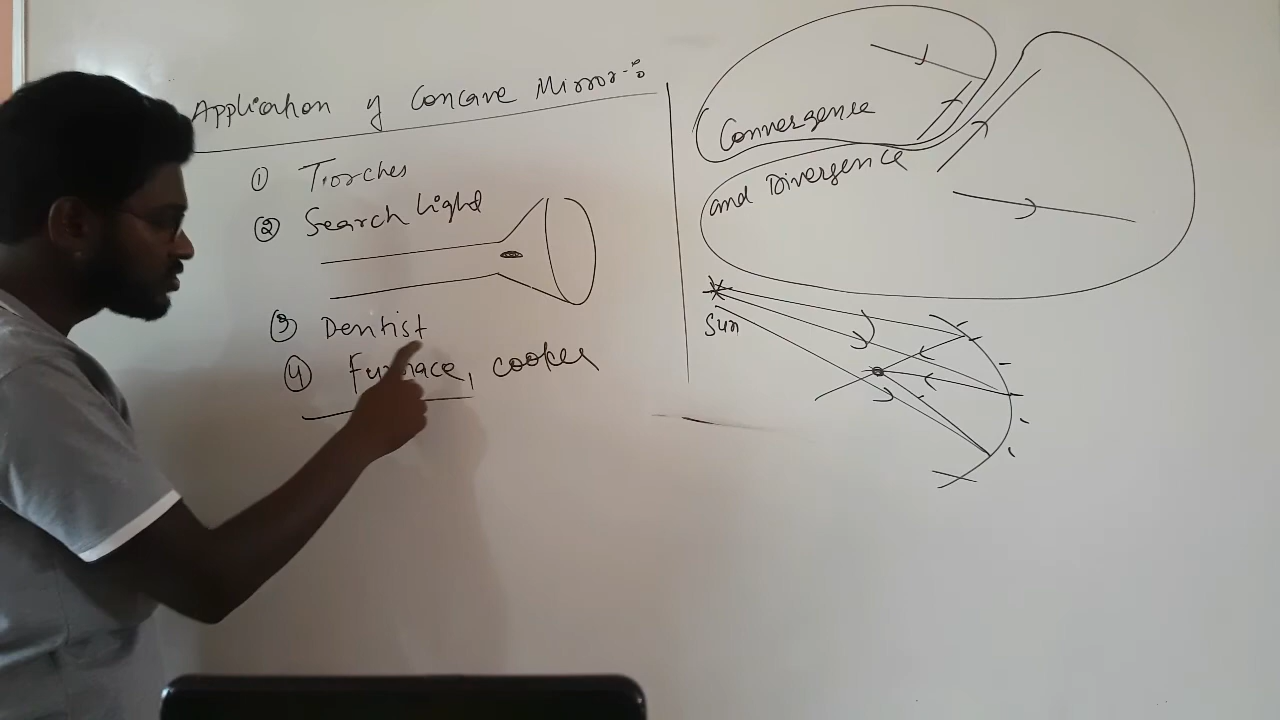 Application of Concave Mirror :-
① Torches
② Search light
③ Dentist
④ Furnace, cooker
Convergence
and Divergence
Sun